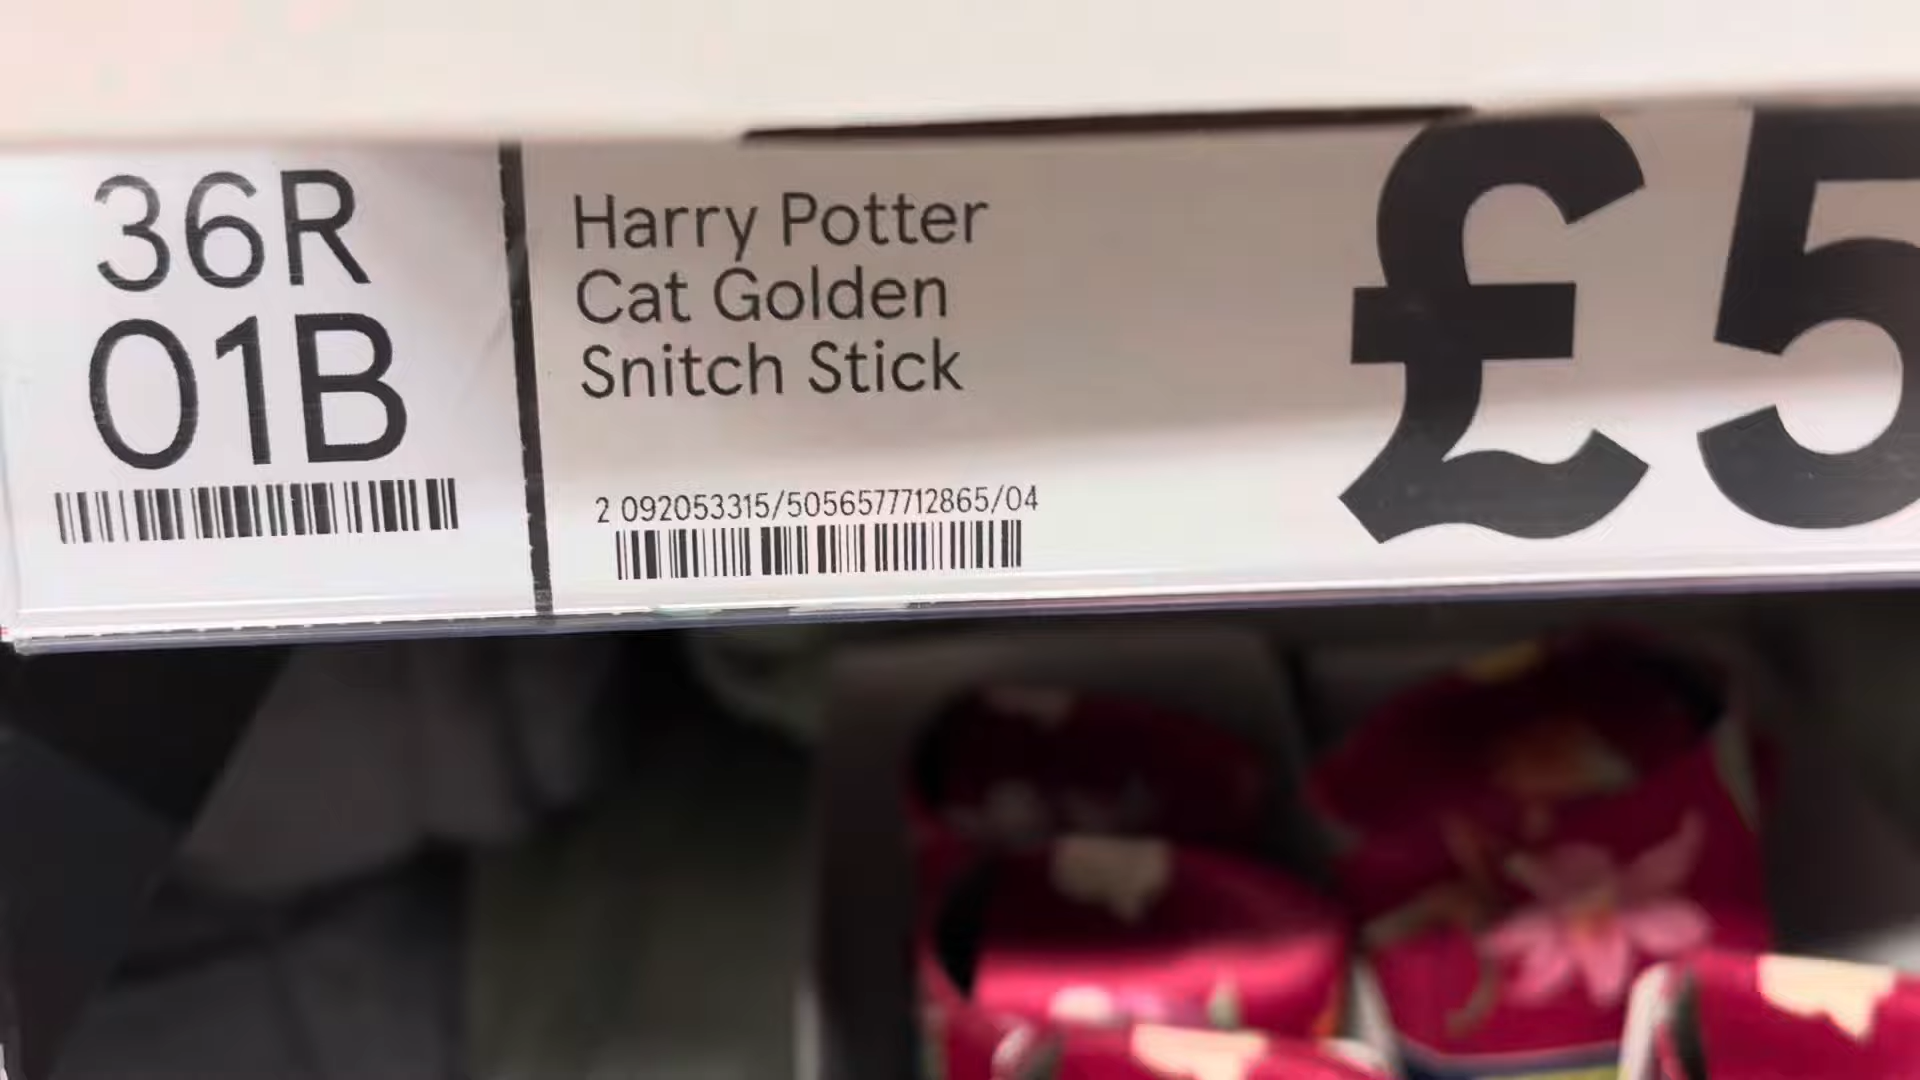 36R
01B
Harry Potter
Cat Golden
Snitch Stick
2 092053315/5056577712865/04
£5